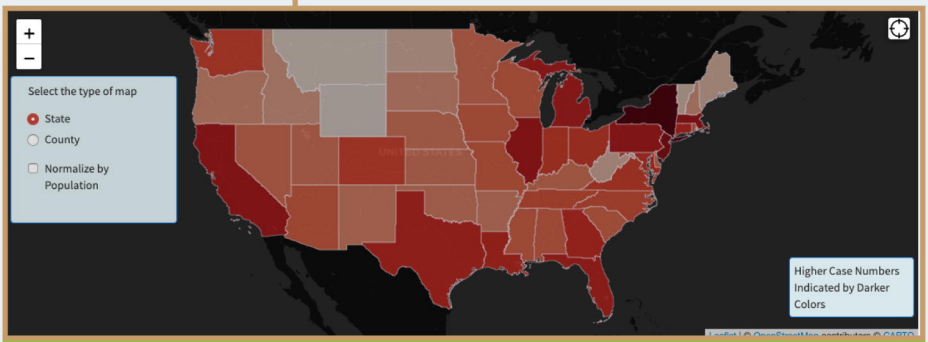 +
−
Select the type of map
State
County
Normalize by
Population
UNITED STATES
Higher Case Numbers
Indicated by Darker
Colors
Leaflet | © OpenStreetMap contributors © CARTO